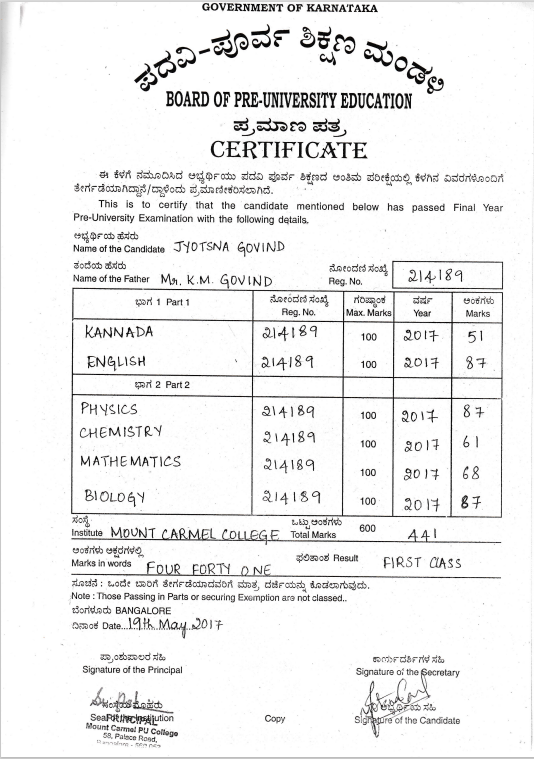 GOVERNMENT OF KARNATAKA
ಪದವಿ-ಪೂರ್ವ ಶಿಕ್ಷಣ ಮಂಡಳಿ
BOARD OF PRE-UNIVERSITY EDUCATION
ಪ್ರಮಾಣ ಪತ್ರ
CERTIFICATE
ಈ ಕೆಳಗೆ ನಮೂದಿಸಿದ ಅಭ್ಯರ್ಥಿಯು ಪದವಿ ಪೂರ್ವ ಶಿಕ್ಷಣದ ಅಂತಿಮ ಪರೀಕ್ಷೆಯಲ್ಲಿ ಕೆಳಗಿನ ವಿವರಗಳೊಂದಿಗೆ
ತೇರ್ಗಡೆಯಾಗಿದ್ದಾನೆ/ದ್ದಾಳೆಂದು ಪ್ರಮಾಣೀಕರಿಸಲಾಗಿದೆ.
This is to certify that the candidate mentioned below has passed Final Year
Pre-University Examination with the following details.
ಅಭ್ಯರ್ಥಿಯ ಹೆಸರು
Name of the Candidate JYOTSNA GOVIND
ತಂದೆಯ ಹೆಸರು ನೋಂದಣಿ ಸಂಖ್ಯೆ
Name of the Father Mr. K.M. GOVIND Reg. No. 214189
ಭಾಗ 1 Part 1 ನೋಂದಣಿ ಸಂಖ್ಯೆ Reg. No. ಗರಿಷ್ಠಾಂಕ Max. Marks ವರ್ಷ Year ಅಂಕಗಳು Marks
KANNADA 214189 100 2017 51
ENGLISH 214189 100 2017 87
ಭಾಗ 2 Part 2
PHYSICS 214189 100 2017 87
CHEMISTRY 214189 100 2017 61
MATHEMATICS 214189 100 2017 68
BIOLOGY 214189 100 2017 87
ಸಂಸ್ಥೆ ಒಟ್ಟು ಅಂಕಗಳು
Institute MOUNT CARMEL COLLEGE Total Marks 600 441
ಅಂಕಗಳು ಅಕ್ಷರಗಳಲ್ಲಿ
Marks in words FOUR FORTY ONE ಫಲಿತಾಂಶ Result FIRST CLASS
ಸೂಚನೆ : ಒಂದೇ ಬಾರಿಗೆ ತೇರ್ಗಡೆಯಾದವರಿಗೆ ಮಾತ್ರ ದರ್ಜೆಯನ್ನು ಕೊಡಲಾಗುವುದು.
Note : Those Passing in Parts or securing Exemption are not classed..
ಬೆಂಗಳೂರು BANGALORE
ದಿನಾಂಕ Date...19th May, 2017
ಪ್ರಾಂಶುಪಾಲರ ಸಹಿ ಕಾರ್ಯದರ್ಶಿಗಳ ಸಹಿ
Signature of the Principal Signature of the Secretary
ಸಂಸ್ಥೆಯ ಮೊಹರು ಅಭ್ಯರ್ಥಿಯ ಸಹಿ
Seal of the Institution Copy Signature of the Candidate
PRINCIPAL
Mount Carmel PU College
58, Palace Road,